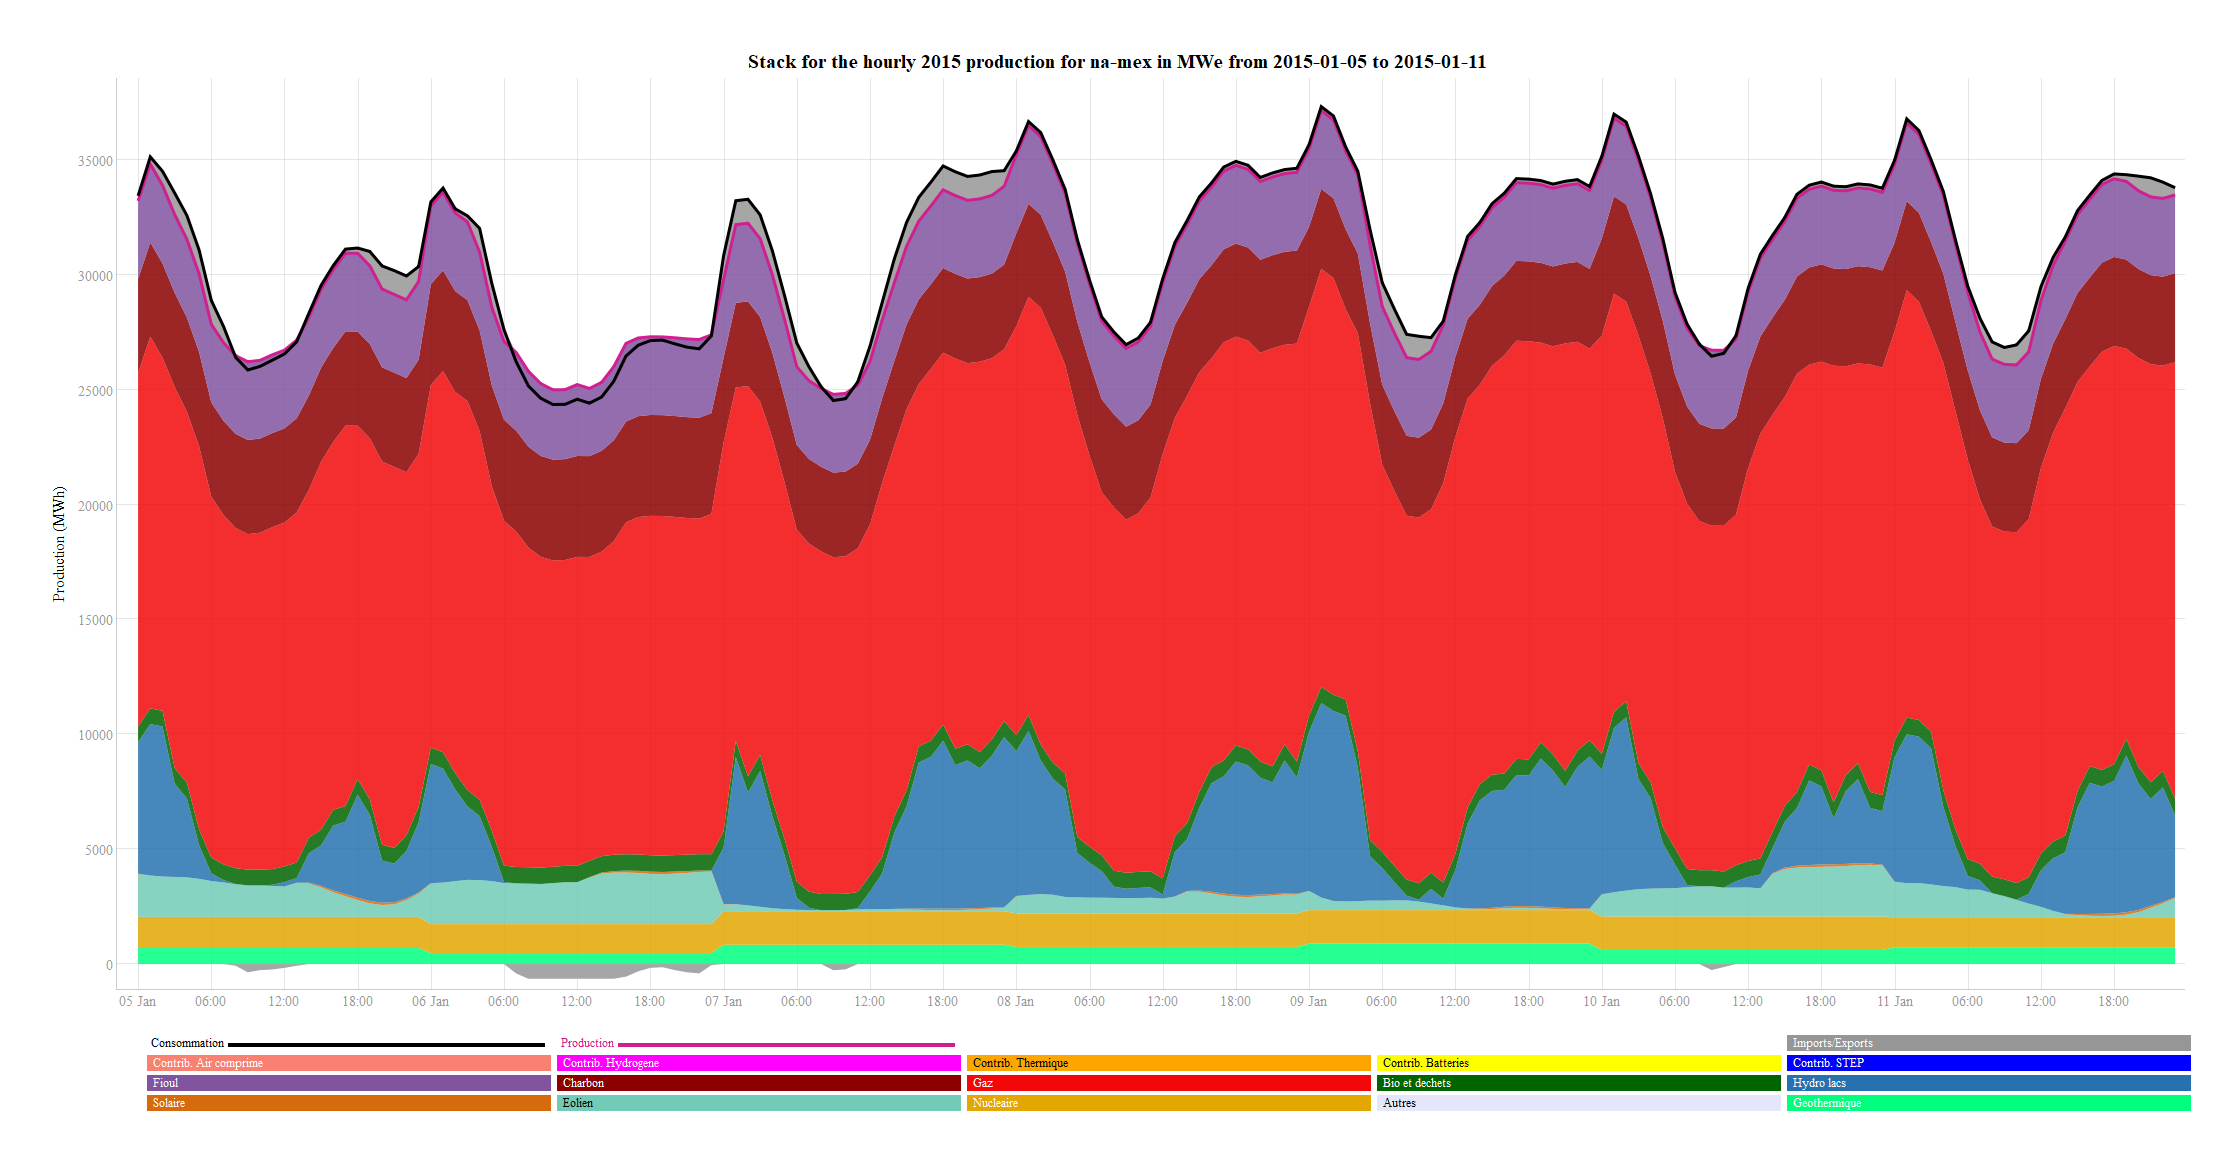 Stack for the hourly 2015 production for na-mex in MWe from 2015-01-05 to 2015-01-11
Production (MWh)
35000
30000
25000
20000
15000
10000
5000
0
05 Jan 06:00 12:00 18:00 06 Jan 06:00 12:00 18:00 07 Jan 06:00 12:00 18:00 08 Jan 06:00 12:00 18:00 09 Jan 06:00 12:00 18:00 10 Jan 06:00 12:00 18:00 11 Jan 06:00 12:00 18:00
Consommation Production Imports/Exports
Contrib. Air comprime Contrib. Hydrogene Contrib. Thermique Contrib. Batteries Contrib. STEP
Fioul Charbon Gaz Bio et dechets Hydro lacs
Solaire Eolien Nucleaire Autres Geothermique